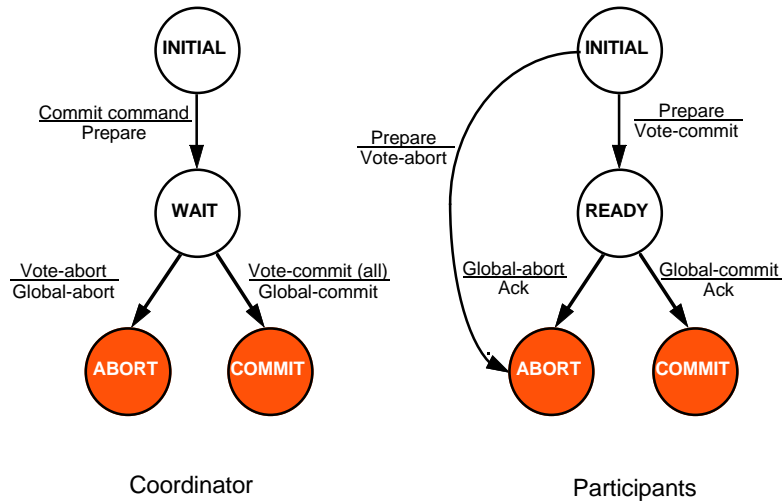 INITIAL
Commit command
Prepare
WAIT
Vote-abort
Global-abort
Vote-commit (all)
Global-commit
ABORT
COMMIT
Coordinator
INITIAL
Prepare
Vote-abort
Prepare
Vote-commit
READY
Global-abort
Ack
Global-commit
Ack
ABORT
COMMIT
Participants